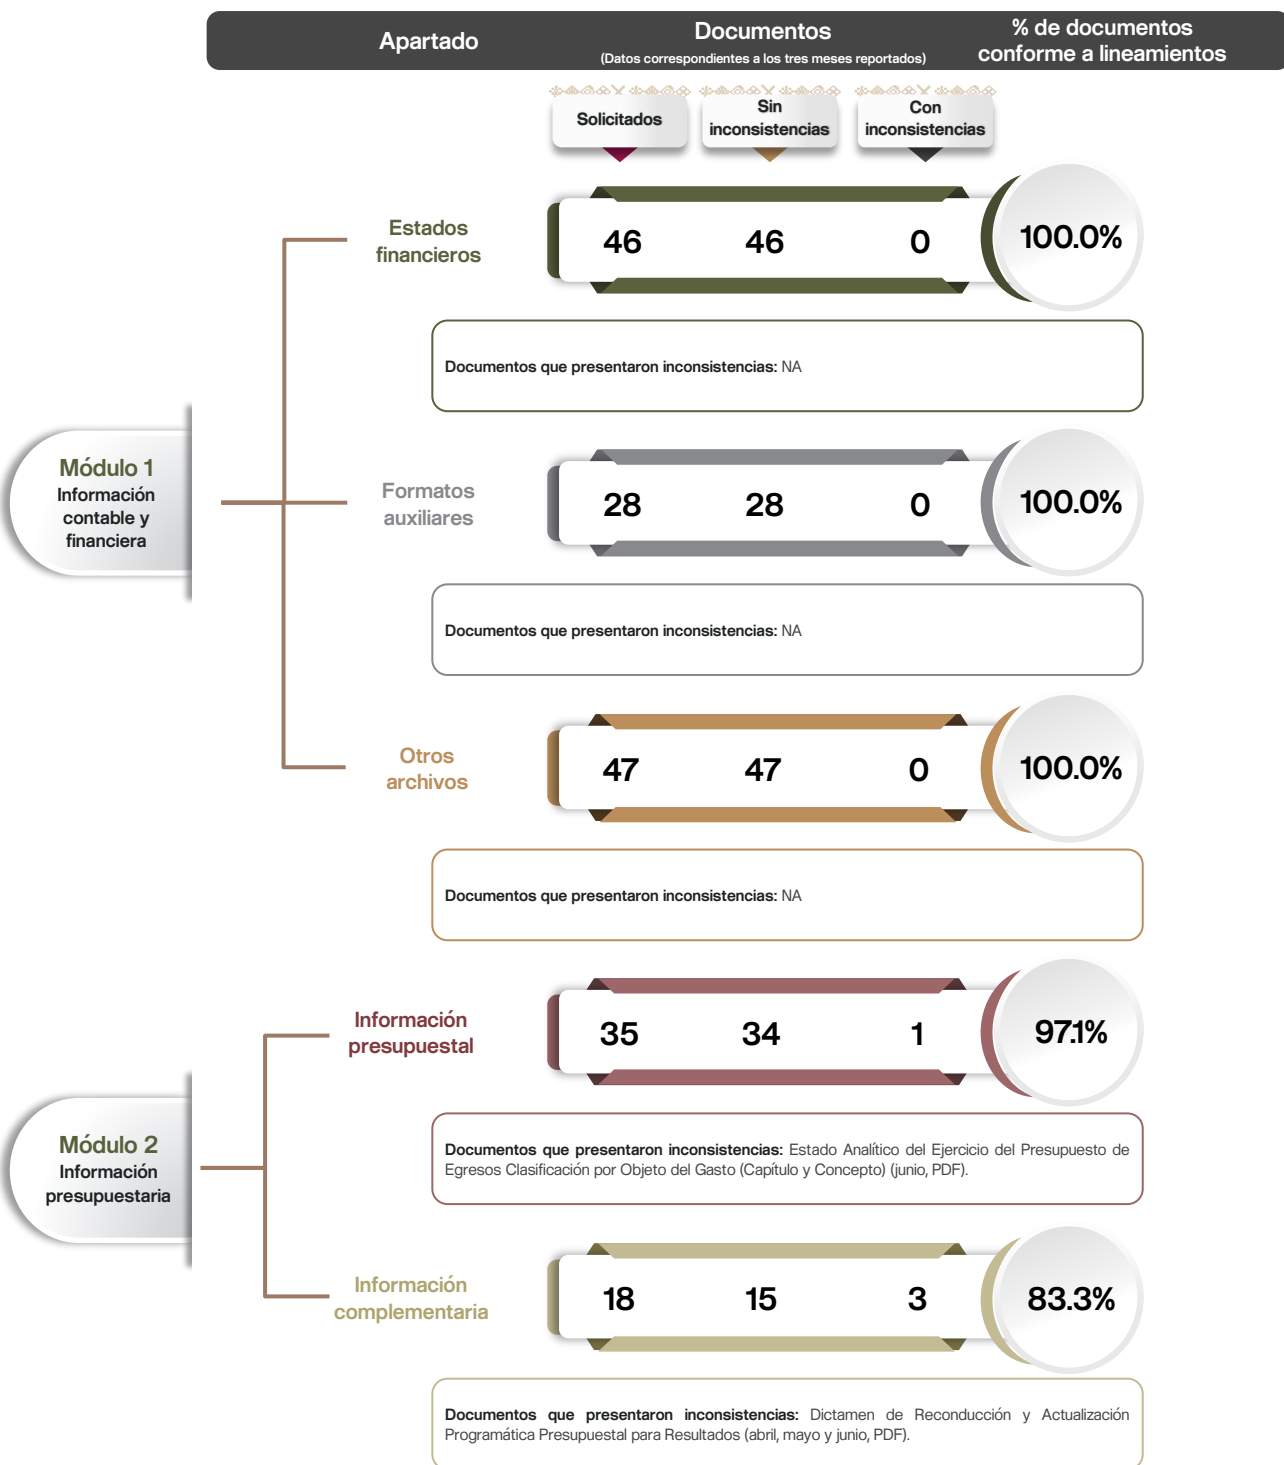 Apartado
Documentos
(Datos correspondientes a los tres meses reportados)
% de documentos
conforme a lineamientos
Solicitados
Sin
inconsistencias
Con
inconsistencias
Módulo 1
Información
contable y
financiera
Estados
financieros
46 46 0 100.0%
Documentos que presentaron inconsistencias: NA
Formatos
auxiliares
28 28 0 100.0%
Documentos que presentaron inconsistencias: NA
Otros
archivos
47 47 0 100.0%
Documentos que presentaron inconsistencias: NA
Módulo 2
Información
presupuestaria
Información
presupuestal
35 34 1 97.1%
Documentos que presentaron inconsistencias: Estado Analítico del Ejercicio del Presupuesto de
Egresos Clasificación por Objeto del Gasto (Capítulo y Concepto) (junio, PDF).
Información
complementaria
18 15 3 83.3%
Documentos que presentaron inconsistencias: Dictamen de Reconducción y Actualización
Programática Presupuestal para Resultados (abril, mayo y junio, PDF).